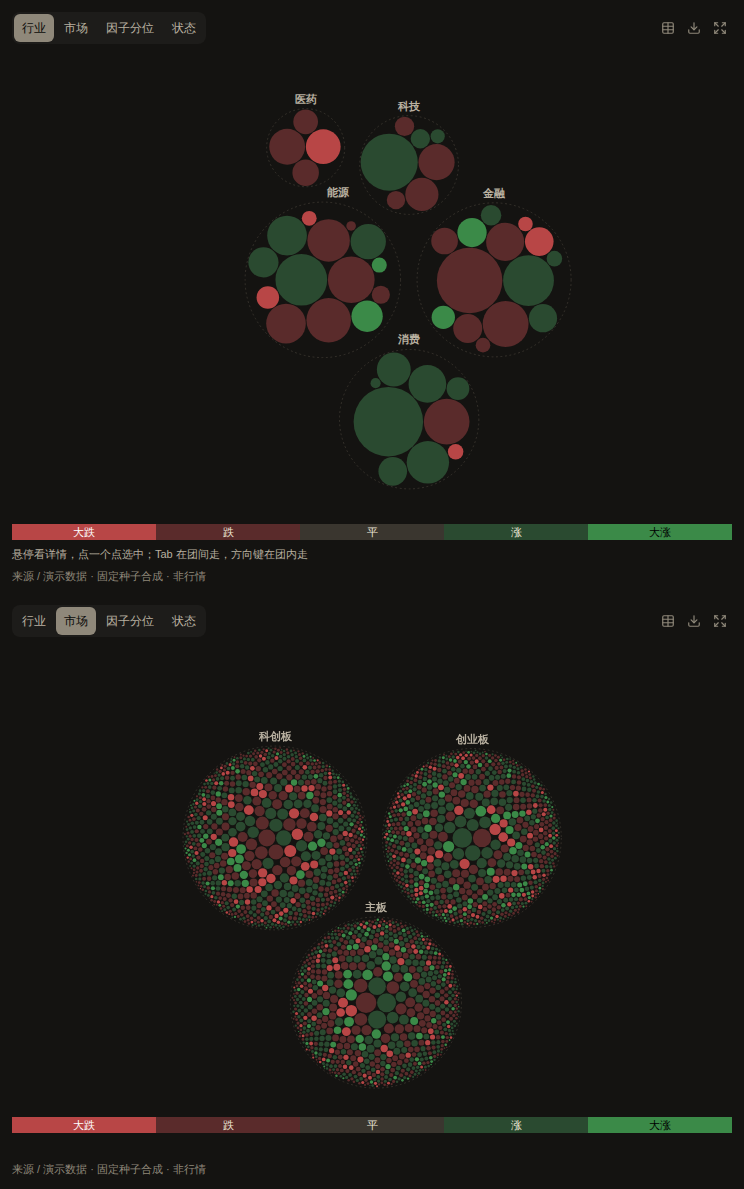 行业 市场 因子分位 状态
医药
科技
能源
金融
消费
大跌 跌 平 涨 大涨
悬停看详情，点一个点选中；Tab 在团间走，方向键在团内走
来源 / 演示数据 · 固定种子合成 · 非行情
行业 市场 因子分位 状态
科创板
创业板
主板
大跌 跌 平 涨 大涨
来源 / 演示数据 · 固定种子合成 · 非行情